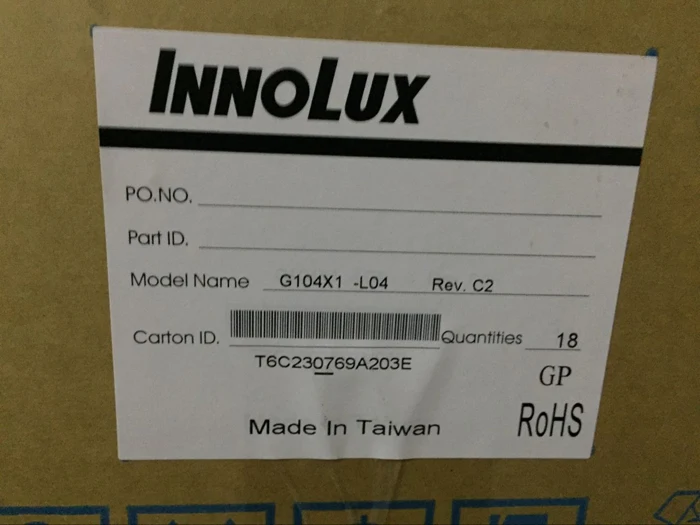 INNOLUX
PO.NO.
Part ID.
Model Name G104X1 -L04 Rev. C2
Carton ID. Quantities 18
T6C230769A203E
GP
RoHS
Made In Taiwan